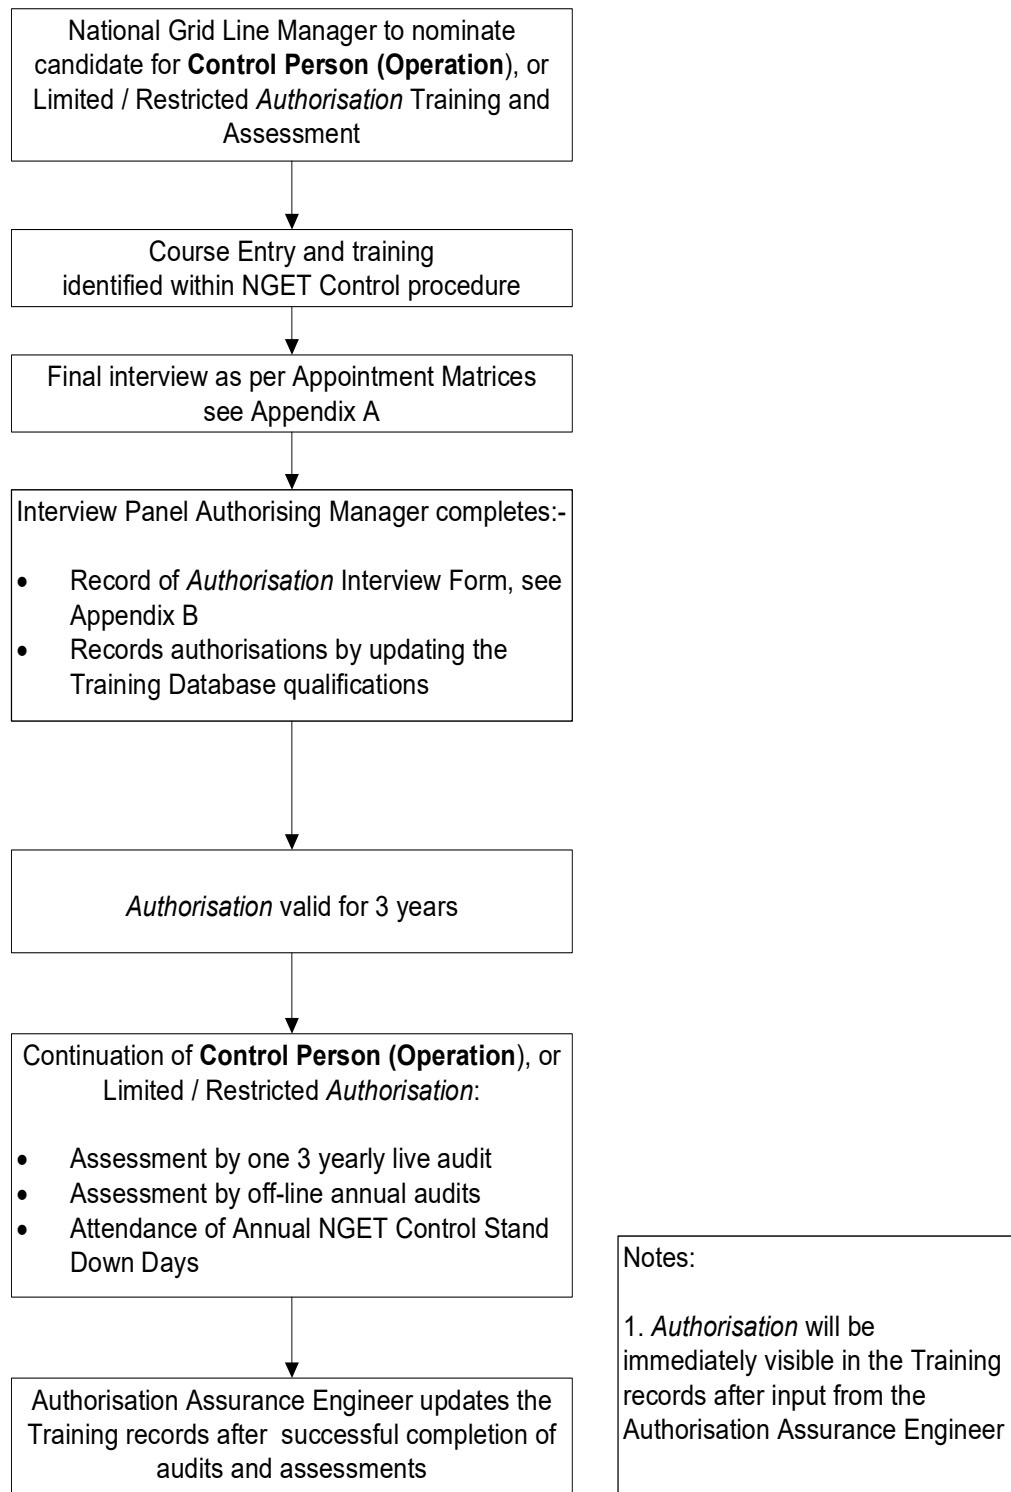 National Grid Line Manager to nominate
candidate for Control Person (Operation), or
Limited / Restricted Authorisation Training and
Assessment
Course Entry and training
identified within NGET Control procedure
Final interview as per Appointment Matrices
see Appendix A
Interview Panel Authorising Manager completes:-
• Record of Authorisation Interview Form, see
Appendix B
• Records authorisations by updating the
Training Database qualifications
Authorisation valid for 3 years
Continuation of Control Person (Operation), or
Limited / Restricted Authorisation:
• Assessment by one 3 yearly live audit
• Assessment by off-line annual audits
• Attendance of Annual NGET Control Stand
Down Days
Authorisation Assurance Engineer updates the
Training records after successful completion of
audits and assessments
Notes:
1. Authorisation will be
immediately visible in the Training
records after input from the
Authorisation Assurance Engineer